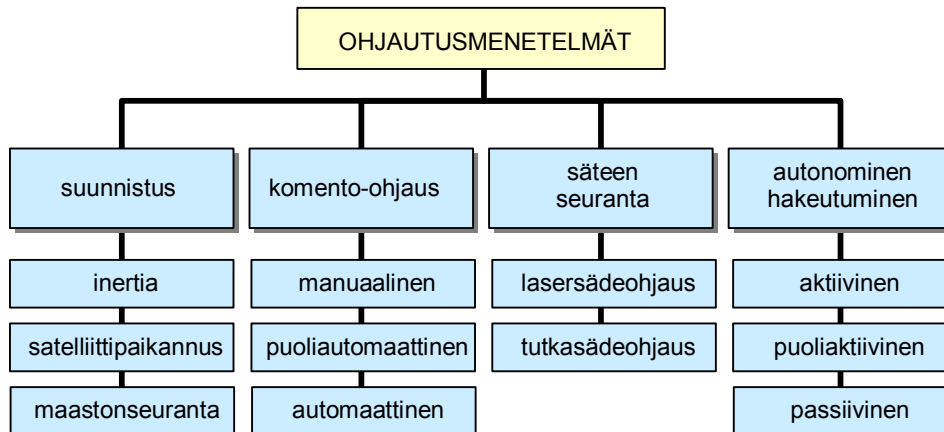 OHJAUTUSMENETELMÄT
suunnistus
komento-ohjaus
säteen
seuranta
autonominen
hakeutuminen
inertia
manuaalinen
lasersädeohjaus
aktiivinen
satelliittipaikannus
puoliautomaattinen
tutkasädeohjaus
puoliaktiivinen
maastonseuranta
automaattinen
passiivinen